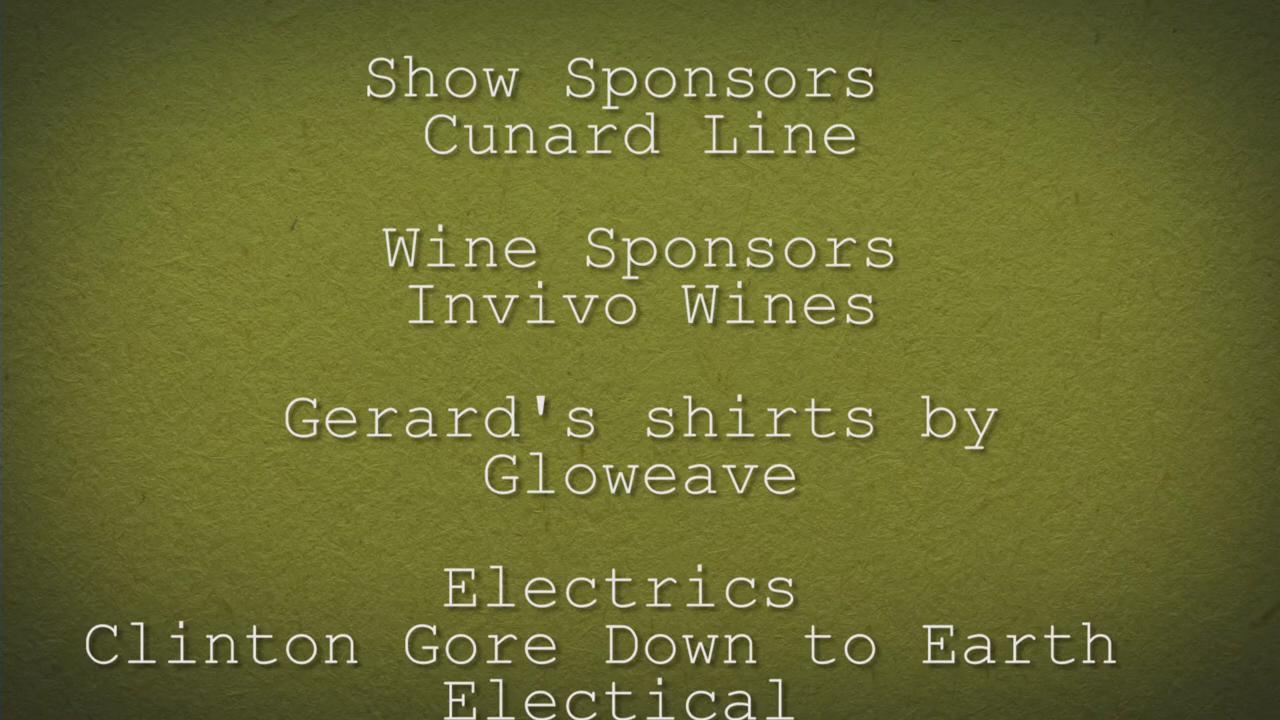 Show Sponsors
Cunard Line
Wine Sponsors
Invivo Wines
Gerard's shirts by
Gloweave
Electrics
Clinton Gore Down to Earth
Electical